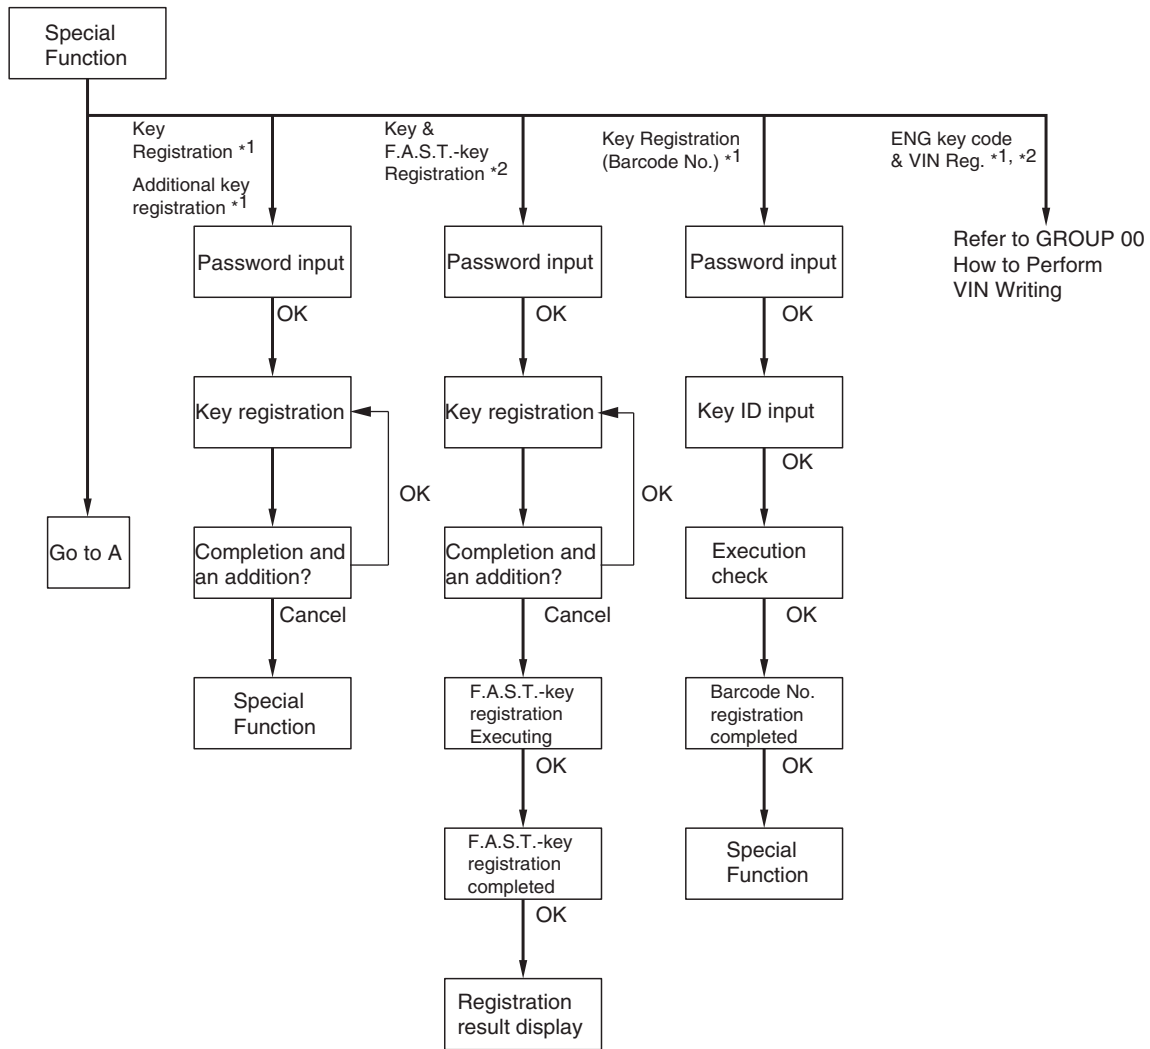 Special
Function
Key
Registration *1
Additional key
registration *1
Key &
F.A.S.T.-key
Registration *2
Key Registration
(Barcode No.) *1
ENG key code
& VIN Reg. *1, *2
Password input
Password input
Password input
Refer to GROUP 00
How to Perform
VIN Writing
OK
OK
OK
Key registration
Key registration
Key ID input
OK
OK
OK
Go to A
Completion and
an addition?
Completion and
an addition?
Execution
check
Cancel
Cancel
OK
Special
Function
F.A.S.T.-key
registration
Executing
Barcode No.
registration
completed
OK
OK
F.A.S.T.-key
registration
completed
Special
Function
OK
Registration
result display